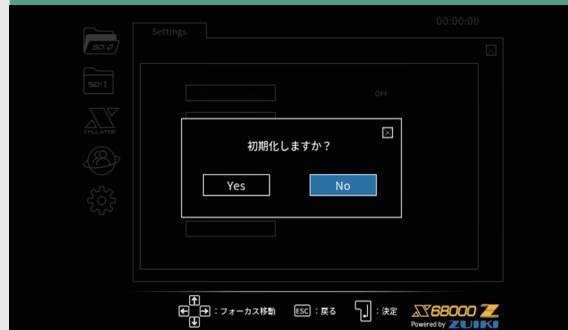 00:00:00
Settings
SD:0
SD:1
OFF
EMULATOR
初期化しますか？
Yes
No
：フォーカス移動
ESC ：戻る
：決定
X68000 Z
Powered by ZUIKI